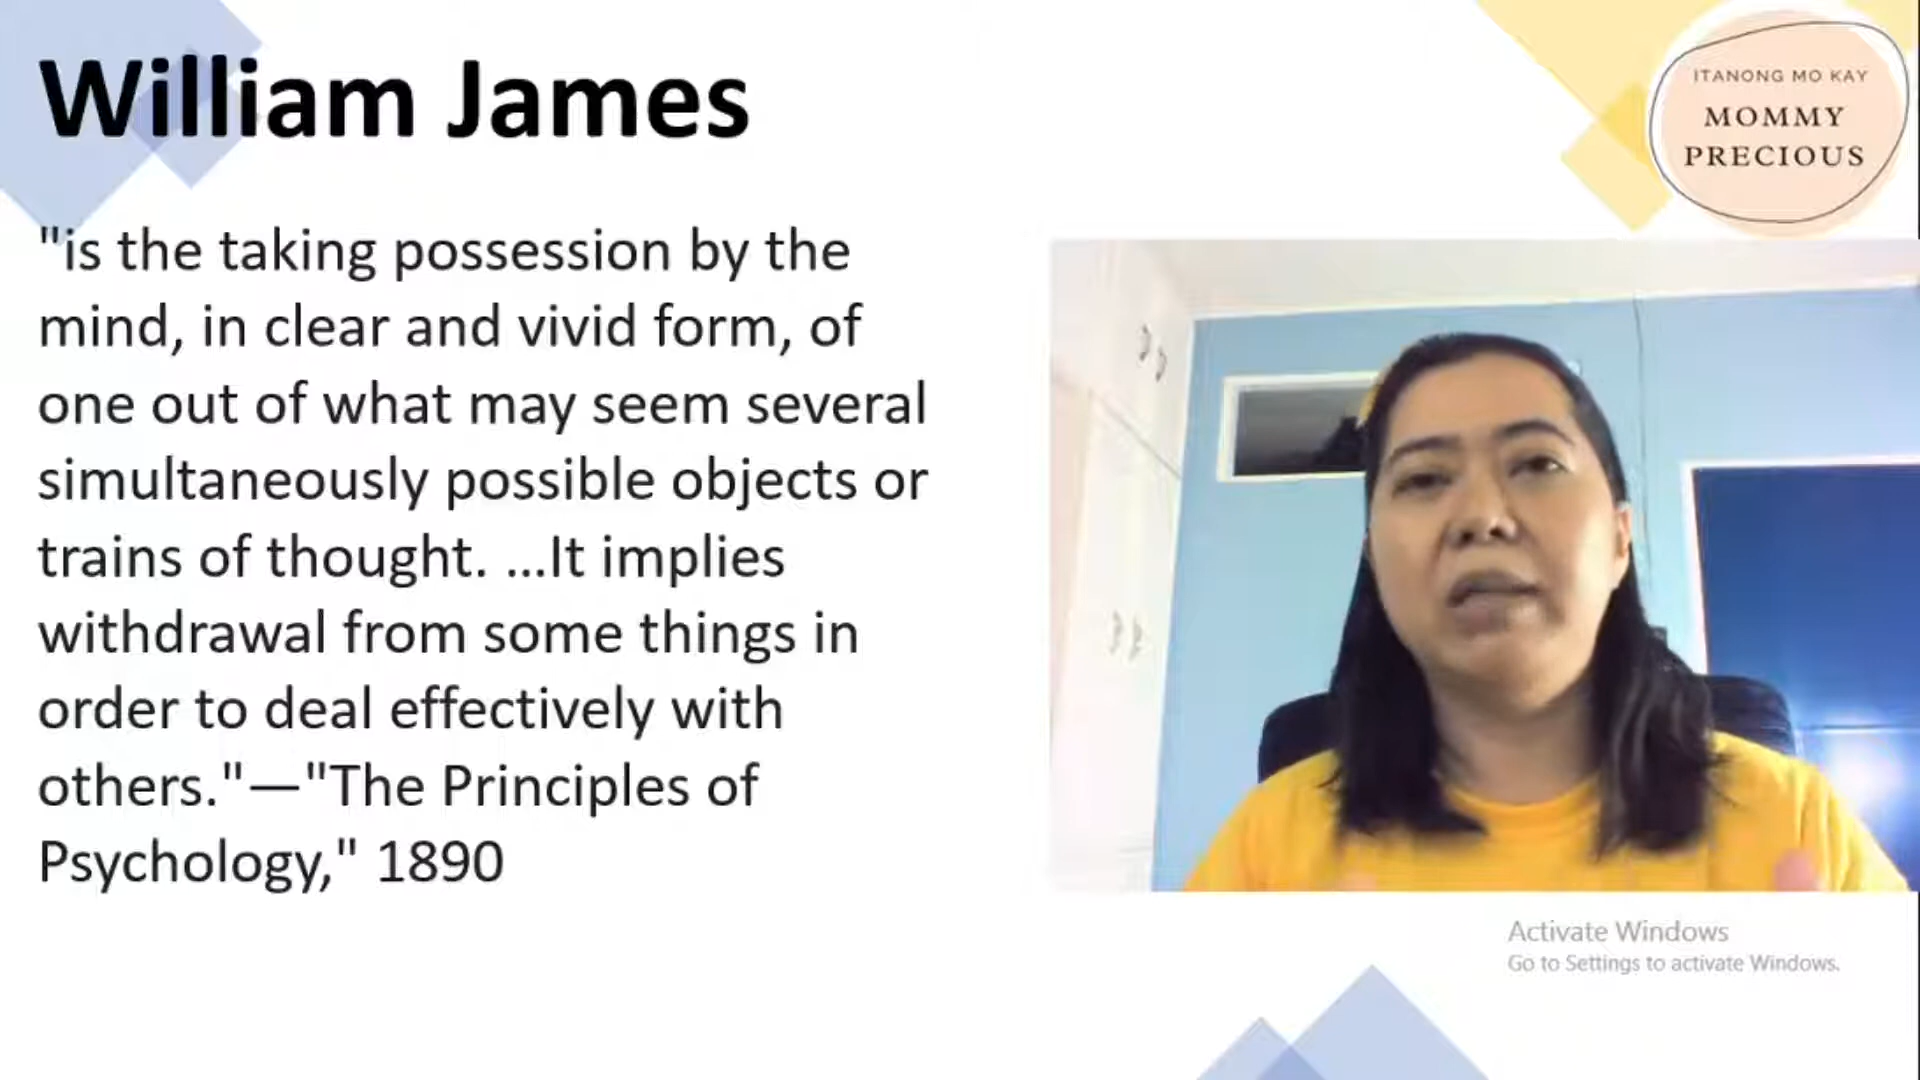 William James
"is the taking possession by the
mind, in clear and vivid form, of
one out of what may seem several
simultaneously possible objects or
trains of thought. ...It implies
withdrawal from some things in
order to deal effectively with
others."—"The Principles of
Psychology," 1890
ITANONG MO KAY
MOMMY
PRECIOUS
Activate Windows
Go to Settings to activate Windows.